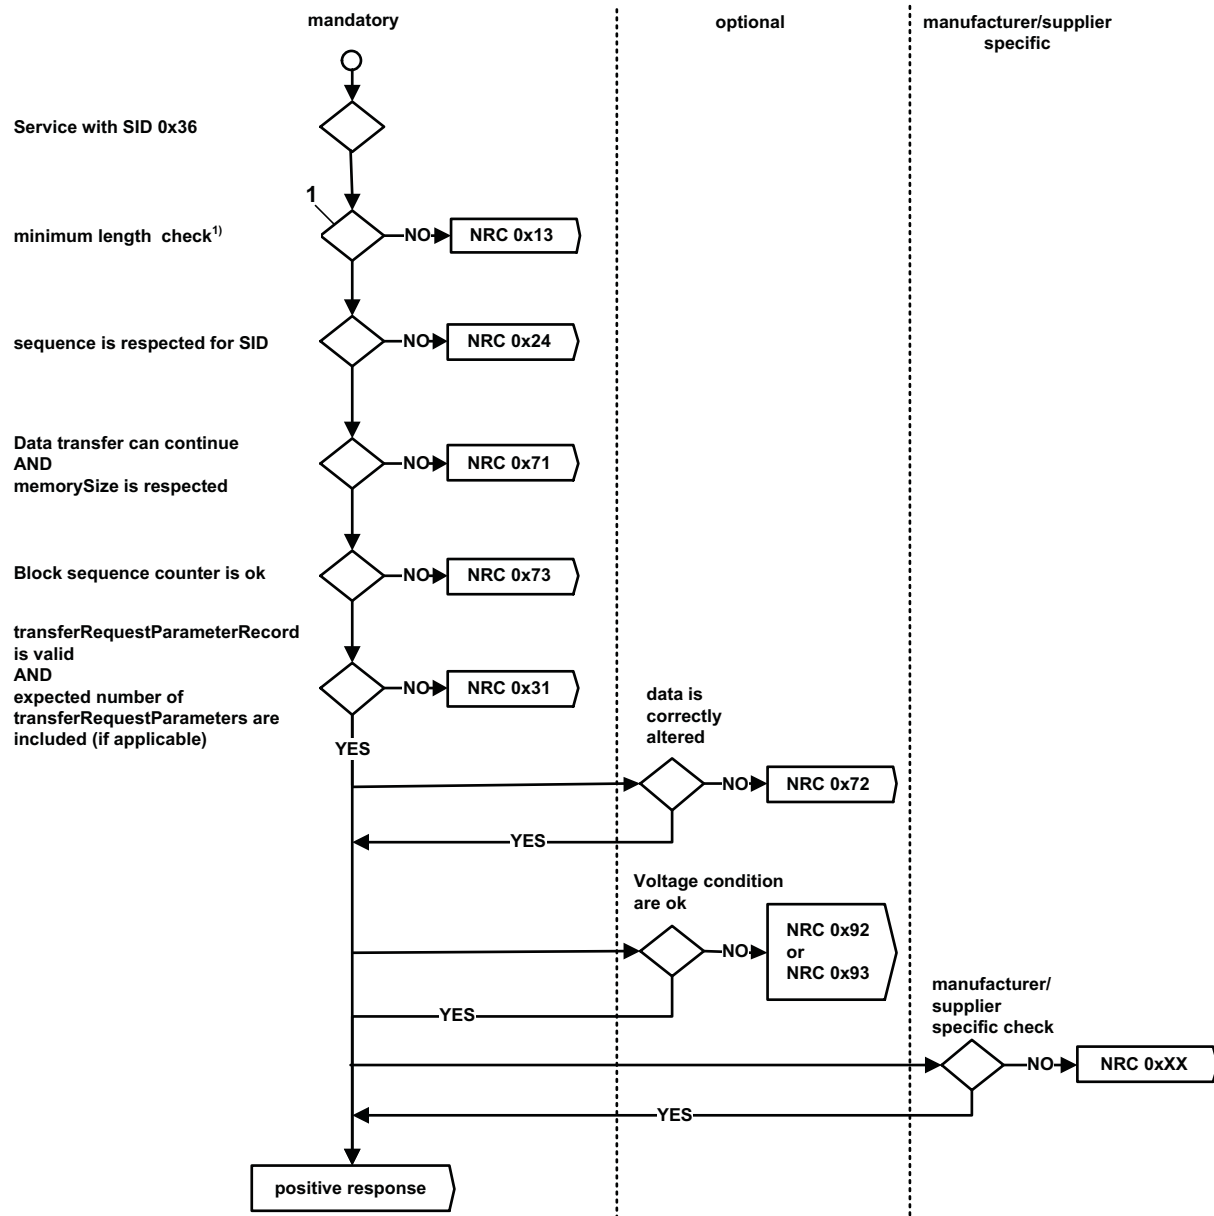 mandatory
optional
manufacturer/supplier
specific
Service with SID 0x36
1
minimum length check1)
NO
NRC 0x13
sequence is respected for SID
NO
NRC 0x24
Data transfer can continue
AND
memorySize is respected
NO
NRC 0x71
Block sequence counter is ok
NO
NRC 0x73
transferRequestParameterRecord
is valid
AND
expected number of
transferRequestParameters are
included (if applicable)
NO
NRC 0x31
YES
data is
correctly
altered
NO
NRC 0x72
YES
Voltage condition
are ok
NO
NRC 0x92
or
NRC 0x93
YES
manufacturer/
supplier
specific check
NO
NRC 0xXX
YES
positive response